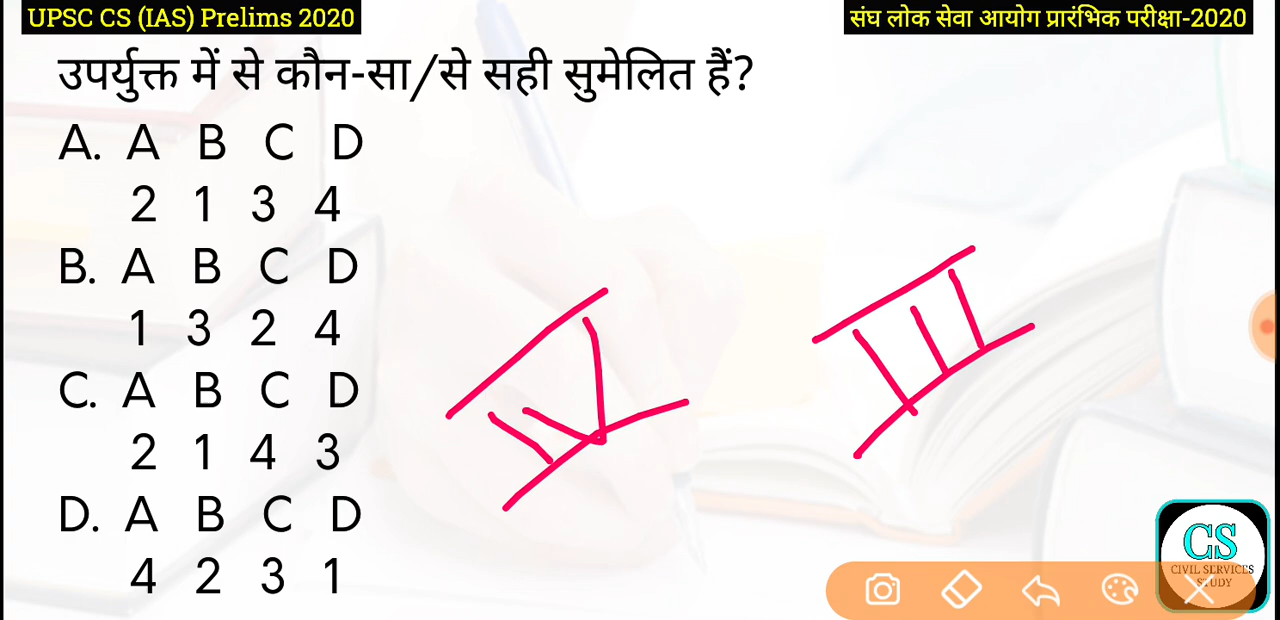 UPSC CS (IAS) Prelims 2020
संघ लोक सेवा आयोग प्रारंभिक परीक्षा-2020
उपर्युक्त में से कौन-सा/से सही सुमेलित हैं?
A. A B C D
2 1 3 4
B. A B C D
1 3 2 4
C. A B C D
2 1 4 3
D. A B C D
4 2 3 1
IV
III
CS
CIVIL SERVICES
STUDY